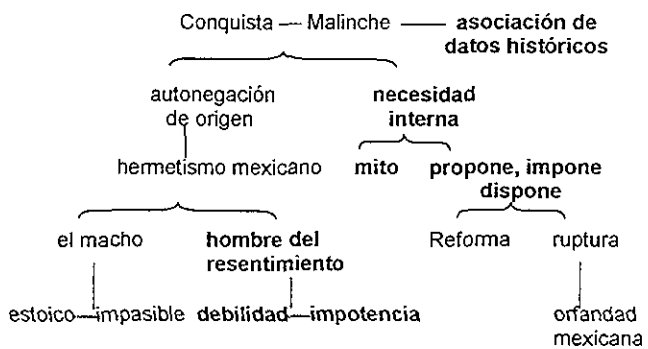 Conquista — Malinche — asociación de
datos históricos
autonegación necesidad
de origen interna
hermetismo mexicano mito propone, impone
dispone
el macho hombre del Reforma ruptura
resentimiento
estoico—impasible debilidad—impotencia orfandad
mexicana